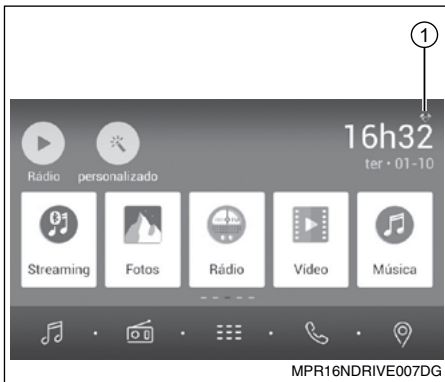 1
16h32
ter • 01-10
Rádio personalizado
Streaming Fotos Rádio Vídeo Música
MPR16NDRIVE007DG